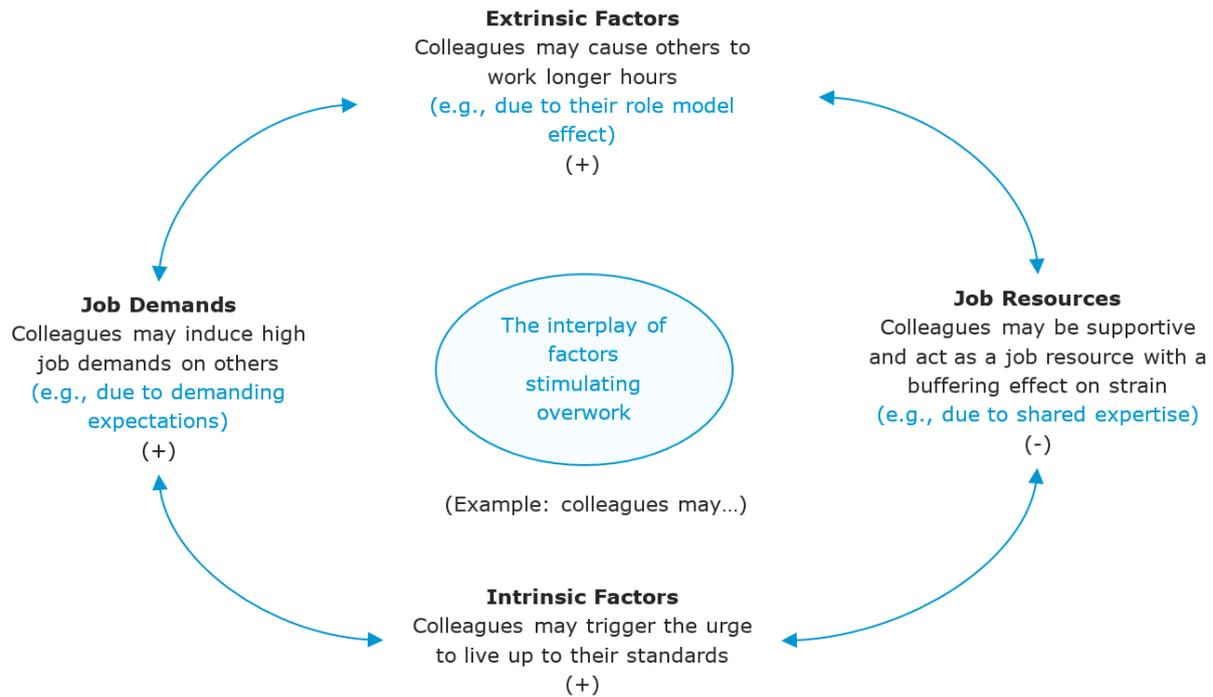 Extrinsic Factors
Colleagues may cause others to
work longer hours
(e.g., due to their role model
effect)
(+)
Job Demands
Colleagues may induce high
job demands on others
(e.g., due to demanding
expectations)
(+)
The interplay of
factors
stimulating
overwork
(Example: colleagues may…)
Job Resources
Colleagues may be supportive
and act as a job resource with a
buffering effect on strain
(e.g., due to shared expertise)
(-)
Intrinsic Factors
Colleagues may trigger the urge
to live up to their standards
(+)